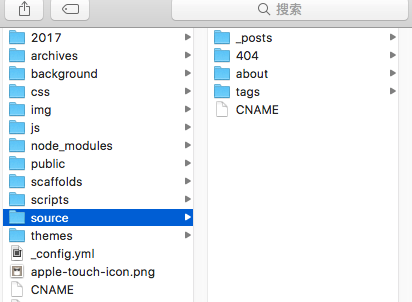 搜索
2017
archives
background
css
img
js
node_modules
public
scaffolds
scripts
source
themes
_config.yml
apple-touch-icon.png
CNAME
_posts
404
about
tags
CNAME